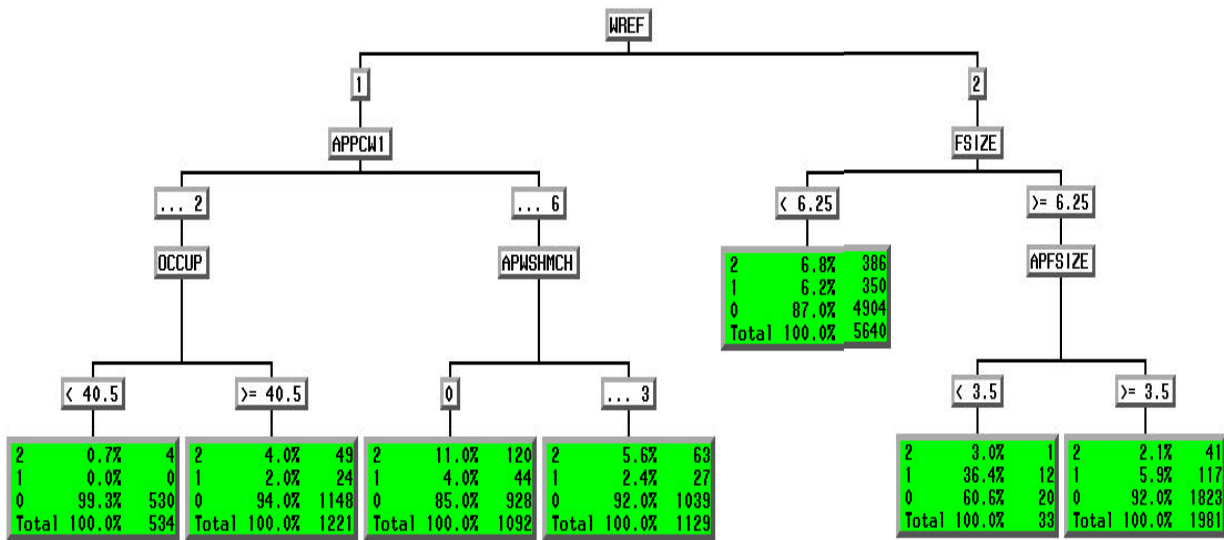 WREF
1
2
APPCW1
FSIZE
... 2
... 6
< 6.25
>= 6.25
OCCUP
APWSHMCH
2 6.8% 386
1 6.2% 350
0 87.0% 4904
Total 100.0% 5640
APFSIZE
< 40.5
>= 40.5
0
... 3
< 3.5
>= 3.5
2 0.7% 4
1 0.0% 0
0 99.3% 530
Total 100.0% 534
2 4.0% 49
1 2.0% 24
0 94.0% 1148
Total 100.0% 1221
2 11.0% 120
1 4.0% 44
0 85.0% 928
Total 100.0% 1092
2 5.6% 63
1 2.4% 27
0 92.0% 1039
Total 100.0% 1129
2 3.0% 1
1 36.4% 12
0 60.6% 20
Total 100.0% 33
2 2.1% 41
1 5.9% 117
0 92.0% 1823
Total 100.0% 1981